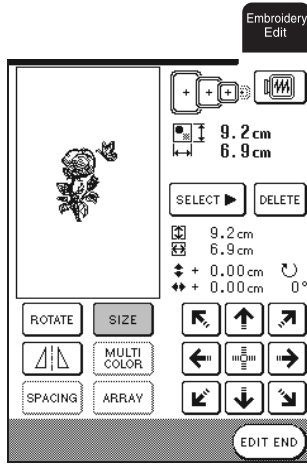 Embroidery
Edit
9.2cm
6.9cm
SELECT ▶
DELETE
9.2cm
6.9cm
+ 0.00cm
+ 0.00cm 0°
ROTATE
SIZE
MULTI
COLOR
SPACING
ARRAY
EDIT END